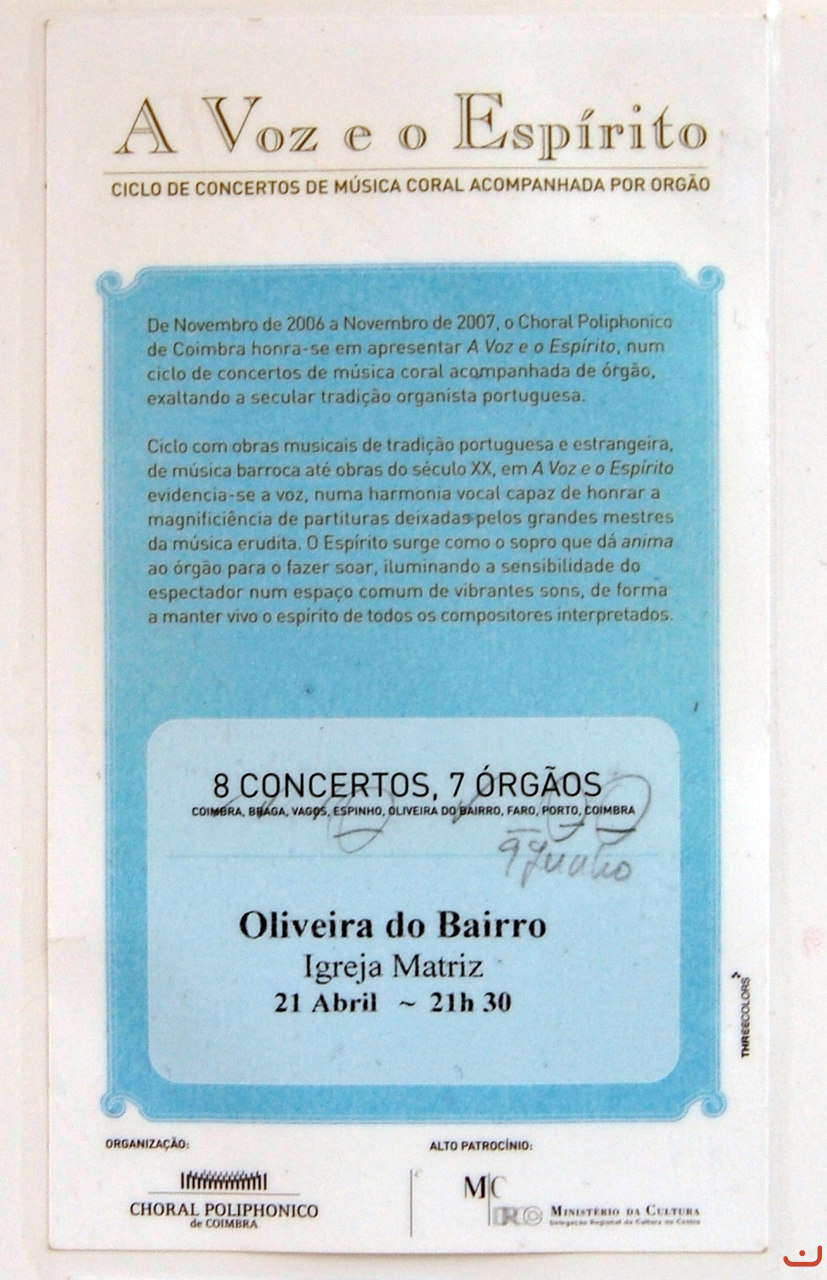 A Voz e o Espírito
CICLO DE CONCERTOS DE MÚSICA CORAL ACOMPANHADA POR ORGÃO
De Novembro de 2006 a Novembro de 2007, o Choral Poliphonico
de Coimbra honra-se em apresentar A Voz e o Espírito, num
ciclo de concertos de música coral acompanhada de órgão,
exaltando a secular tradição organista portuguesa.
Ciclo com obras musicais de tradição portuguesa e estrangeira,
de música barroca até obras do século XX, em A Voz e o Espírito
evidencia-se a voz, numa harmonia vocal capaz de honrar a
magnificiência de partituras deixadas pelos grandes mestres
da música erudita. O Espírito surge como o sopro que dá anima
ao órgão para o fazer soar, iluminando a sensibilidade do
espectador num espaço comum de vibrantes sons, de forma
a manter vivo o espírito de todos os compositores interpretados.
8 CONCERTOS, 7 ÓRGÃOS
COIMBRA, BRAGA, VAGOS, ESPINHO, OLIVEIRA DO BAIRRO, FARO, PORTO, COIMBRA
9 Junho
Oliveira do Bairro
Igreja Matriz
21 Abril ~ 21h 30
THREECOLORS
ORGANIZAÇÃO:
ALTO PATROCÍNIO:
CHORAL POLIPHONICO
de COIMBRA
MC
MINISTÉRIO DA CULTURA
Delegação Regional da Cultura do Centro